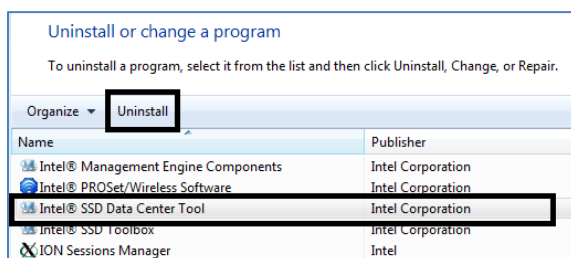 Uninstall or change a program
To uninstall a program, select it from the list and then click Uninstall, Change, or Repair.
Organize Uninstall
Name Publisher
Intel® Management Engine Components Intel Corporation
Intel® PROSet/Wireless Software Intel Corporation
Intel® SSD Data Center Tool Intel Corporation
Intel® SSD Toolbox Intel Corporation
ION Sessions Manager Intel